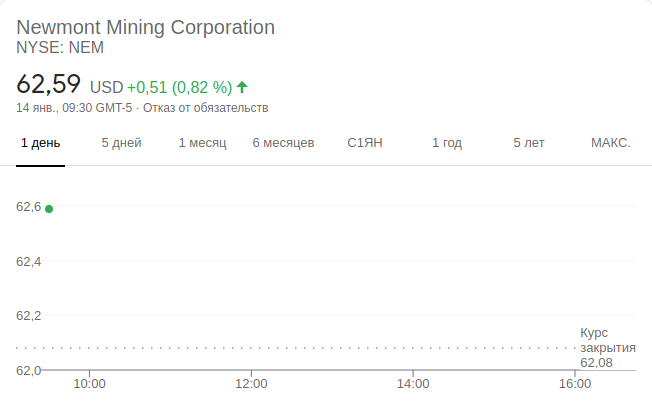 Newmont Mining Corporation
NYSE: NEM
62,59 USD +0,51 (0,82 %)
14 янв., 09:30 GMT-5 · Отказ от обязательств
1 день 5 дней 1 месяц 6 месяцев С1ЯН 1 год 5 лет МАКС.
62,6
62,4
62,2
Курс
закрытия
62,08
62,0
10:00 12:00 14:00 16:00